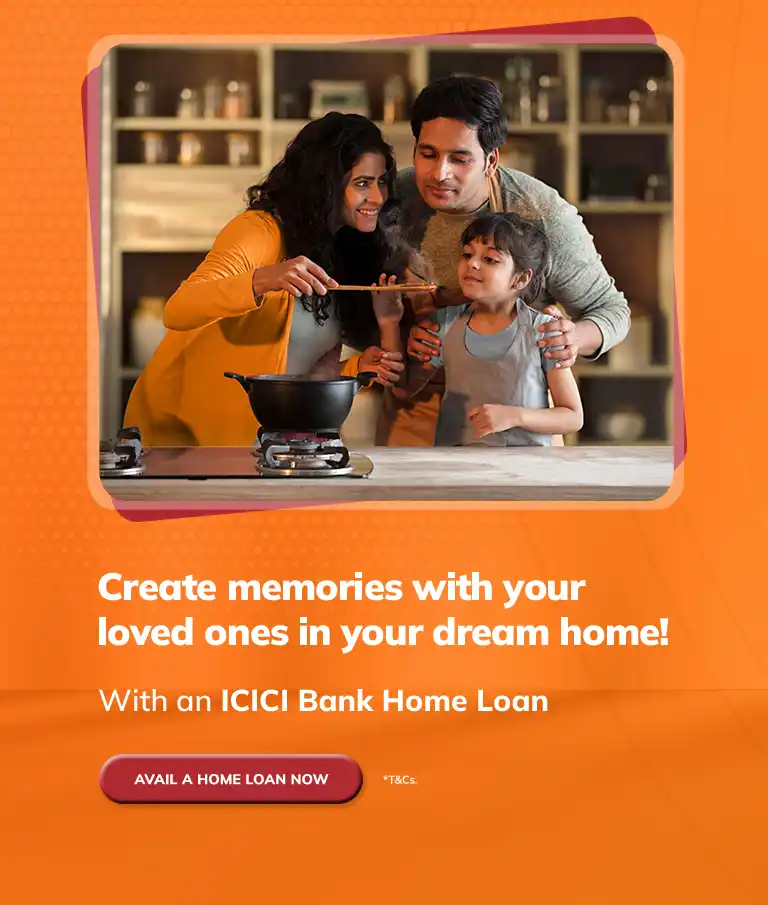 Create memories with your
loved ones in your dream home!
With an ICICI Bank Home Loan
AVAIL A HOME LOAN NOW
*T&Cs.